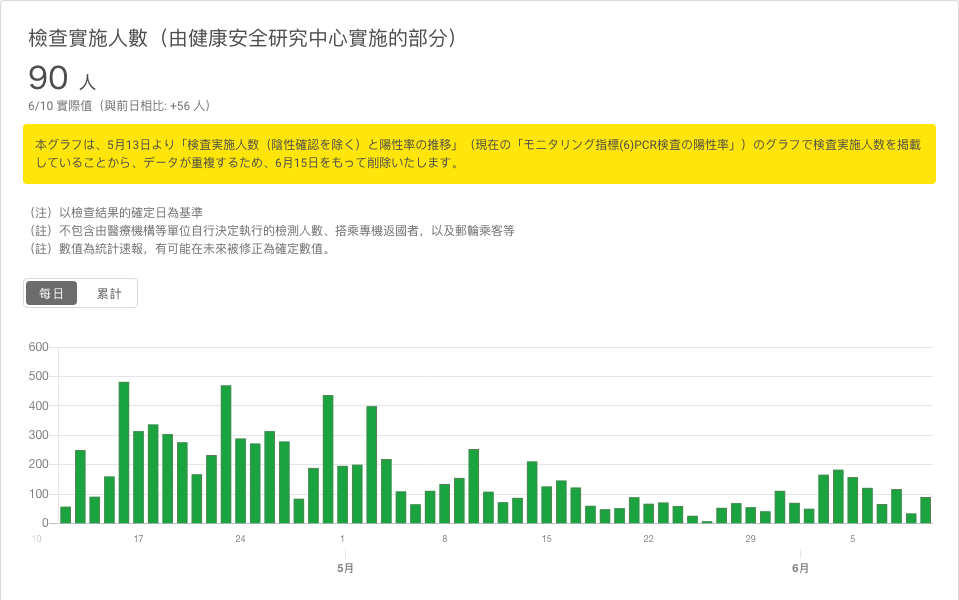 檢查實施人數（由健康安全研究中心實施的部分）
90 人
6/10 實際值（與前日相比: +56 人）
本グラフは、5月13日より「検査実施人数（陰性確認を除く）と陽性率の推移」（現在の「モニタリング指標(6)PCR検査の陽性率」）のグラフで検査実施人数を掲載
していることから、データが重複するため、6月15日をもって削除いたします。
（注）以檢查結果的確定日為基準
（註）不包含由醫療機構等單位自行決定執行的檢測人數、搭乘專機返國者，以及郵輪乘客等
（註）數值為統計速報，有可能在未來被修正為確定數值。
每日 累計
600
500
400
300
200
100
0
10 17 24 1 8 15 22 29 5
5月 6月